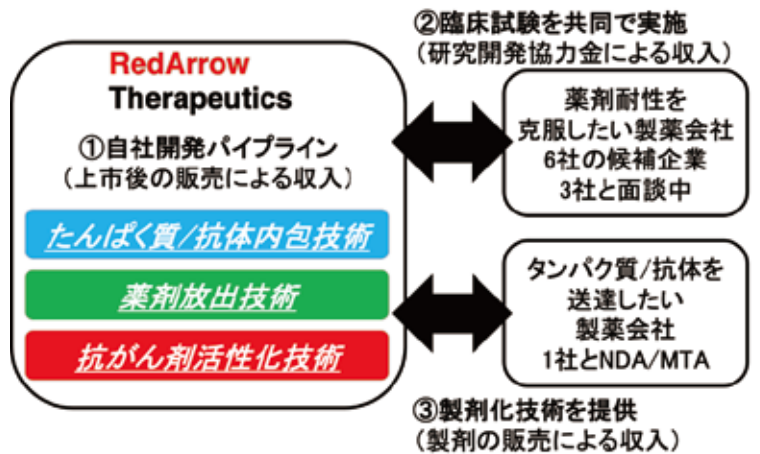 RedArrow
Therapeutics
①自社開発パイプライン
(上市後の販売による収入)
たんぱく質/抗体内包技術
薬剤放出技術
抗がん剤活性化技術
②臨床試験を共同で実施
(研究開発協力金による収入)
薬剤耐性を
克服したい製薬会社
6社の候補企業
3社と面談中
タンパク質/抗体を
送達したい
製薬会社
1社とNDA/MTA
③製剤化技術を提供
(製剤の販売による収入)